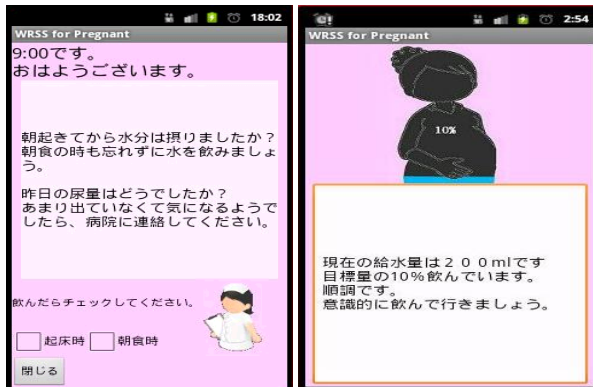 18:02
WRSS for Pregnant
9:00です。
おはようございます。
朝起きてから水分は摂りましたか？
朝食の時も忘れずに水を飲みましょ
う。
昨日の尿量はどうでしたか？
あまり出ていなくて気になるようで
したら、病院に連絡してください。
飲んだらチェックしてください。
起床時 朝食時
閉じる
2:54
WRSS for Pregnant
10%
現在の給水量は２００mlです
目標量の10%飲んでいます。
順調です。
意識的に飲んで行きましょう。